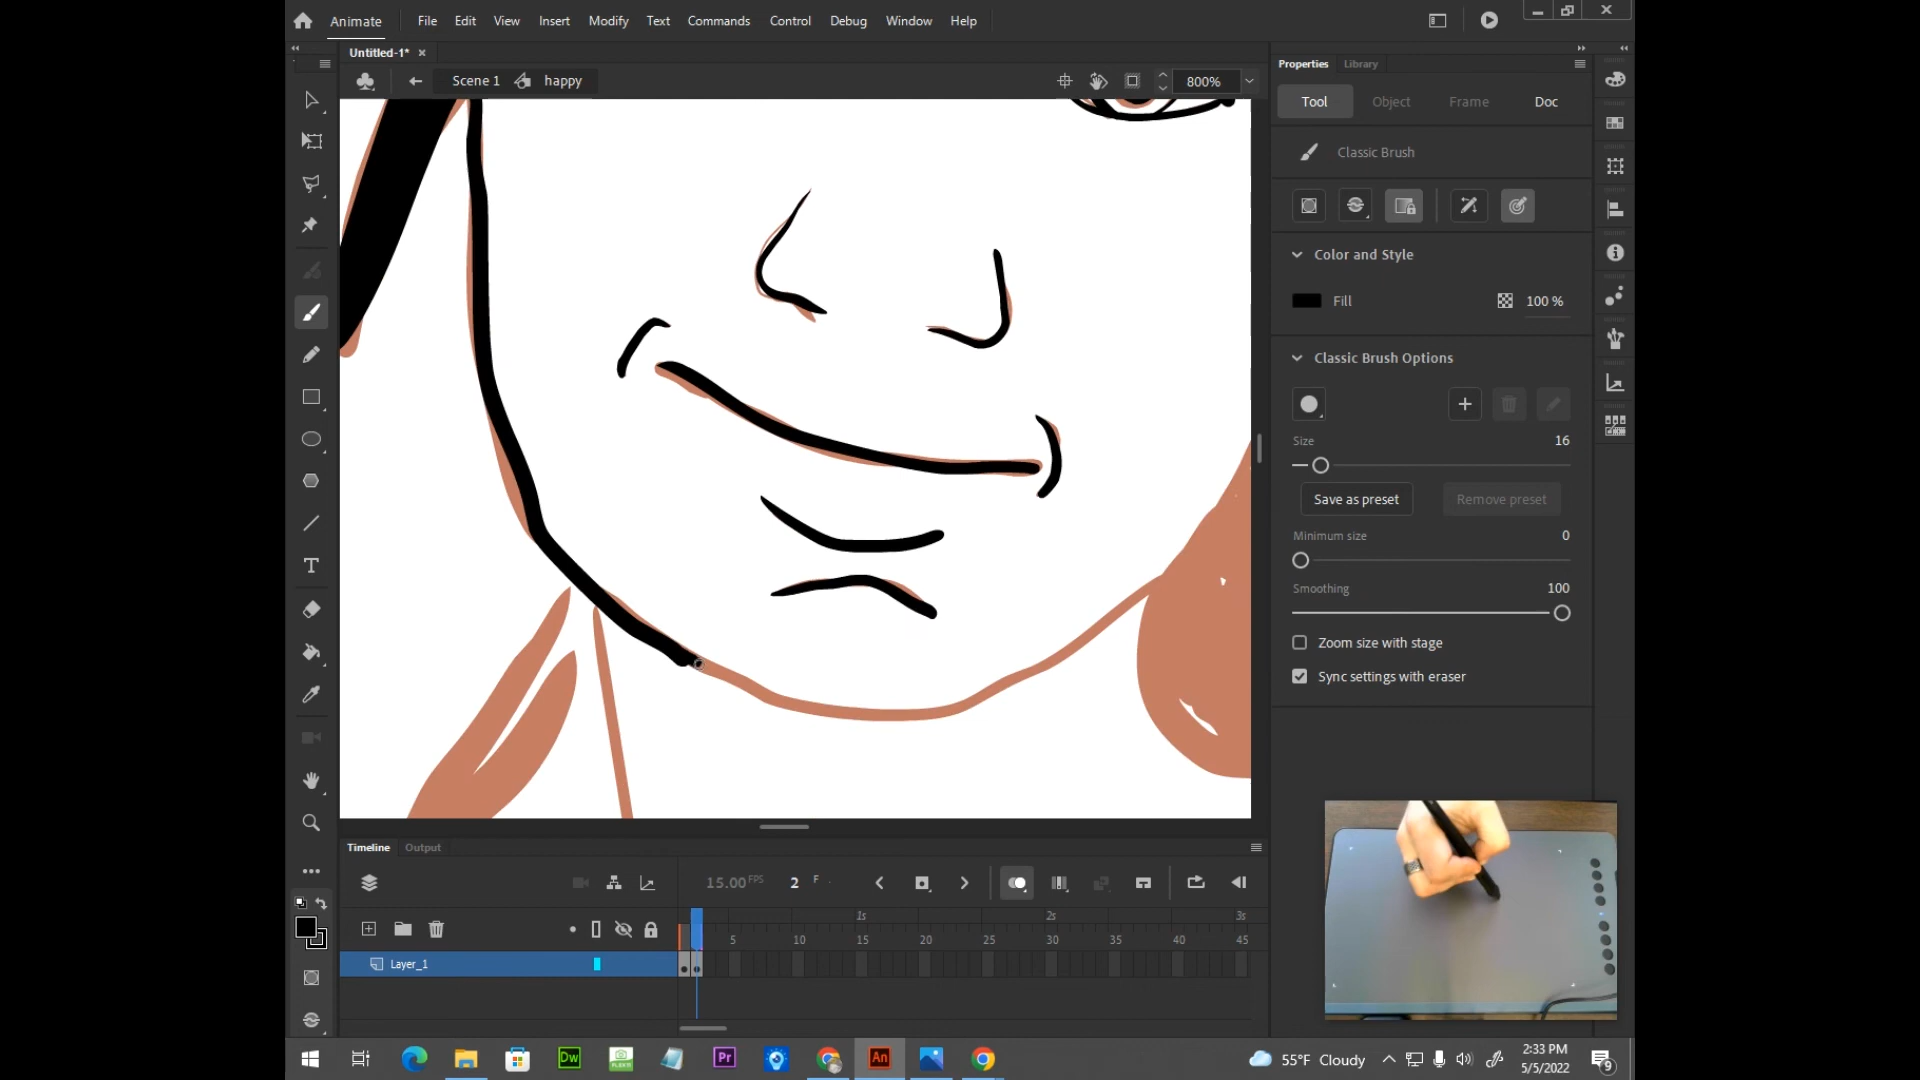 Animate File Edit View Insert Modify Text Commands Control Debug Window Help
Untitled-1*
Scene 1 happy 800%
Properties Library
Tool Object Frame Doc
Classic Brush
Color and Style
Fill 100 %
Classic Brush Options
Size 16
Save as preset Remove preset
Minimum size 0
Smoothing 100
Zoom size with stage
Sync settings with eraser
T
Timeline Output
15.00 FPS 2 F
1s 2s 3s
5 10 15 20 25 30 35 40 45
Layer_1
Dw Pr An
55°F Cloudy
2:33 PM
5/5/2022
9